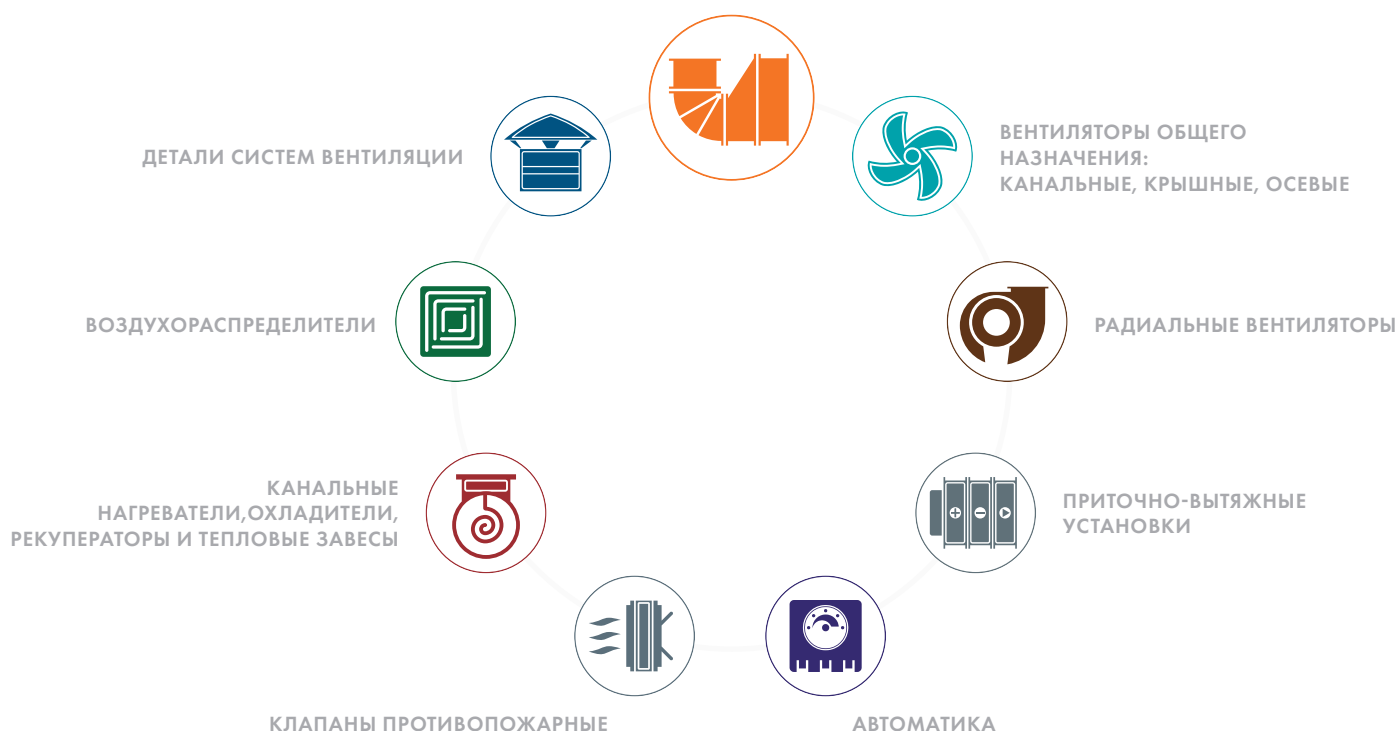 ДЕТАЛИ СИСТЕМ ВЕНТИЛЯЦИИ
ВЕНТИЛЯТОРЫ ОБЩЕГО
НАЗНАЧЕНИЯ:
КАНАЛЬНЫЕ, КРЫШНЫЕ, ОСЕВЫЕ
ВОЗДУХОРАСПРЕДЕЛИТЕЛИ
РАДИАЛЬНЫЕ ВЕНТИЛЯТОРЫ
КАНАЛЬНЫЕ
НАГРЕВАТЕЛИ,ОХЛАДИТЕЛИ,
РЕКУПЕРАТОРЫ И ТЕПЛОВЫЕ ЗАВЕСЫ
ПРИТОЧНО-ВЫТЯЖНЫЕ
УСТАНОВКИ
КЛАПАНЫ ПРОТИВОПОЖАРНЫЕ
АВТОМАТИКА